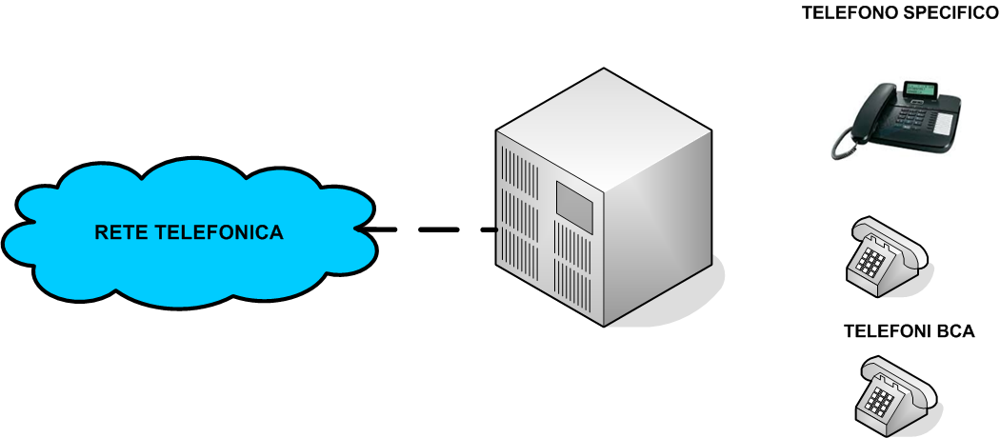 TELEFONO SPECIFICO
RETE TELEFONICA
TELEFONI BCA